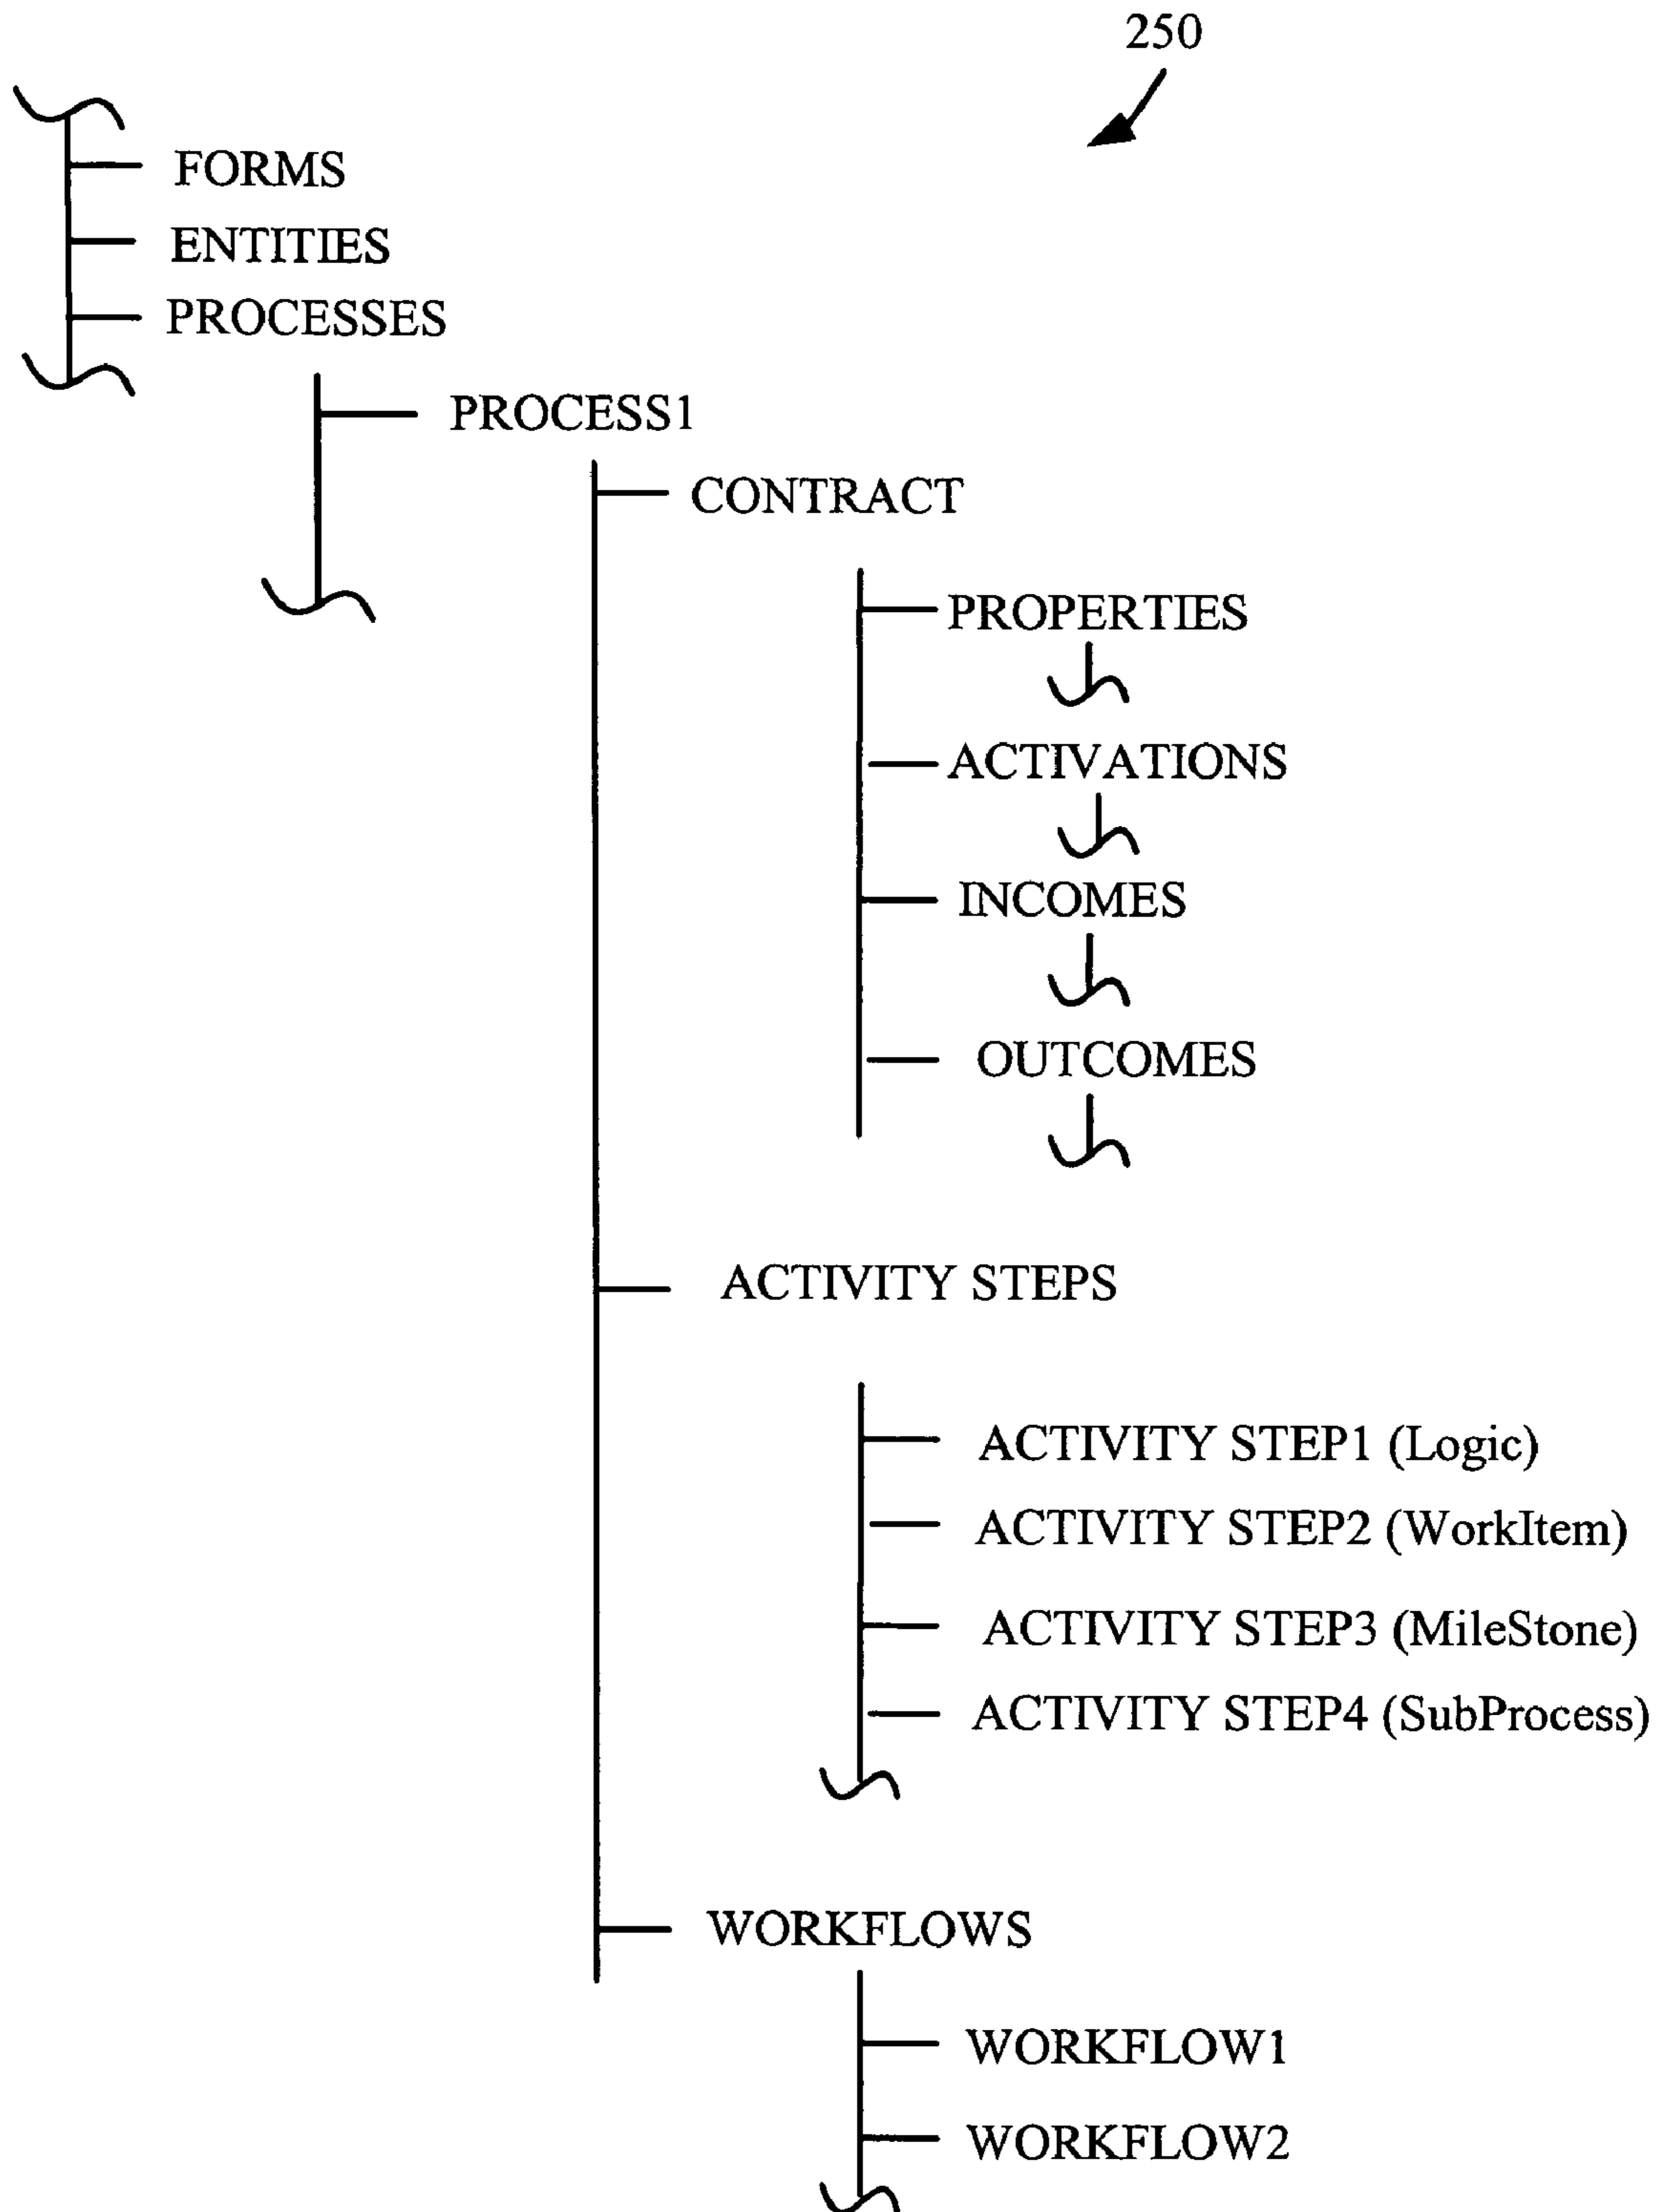 250
FORMS
ENTITIES
PROCESSES
PROCESS1
CONTRACT
PROPERTIES
ACTIVATIONS
INCOMES
OUTCOMES
ACTIVITY STEPS
ACTIVITY STEP1 (Logic)
ACTIVITY STEP2 (WorkItem)
ACTIVITY STEP3 (MileStone)
ACTIVITY STEP4 (SubProcess)
WORKFLOWS
WORKFLOW1
WORKFLOW2